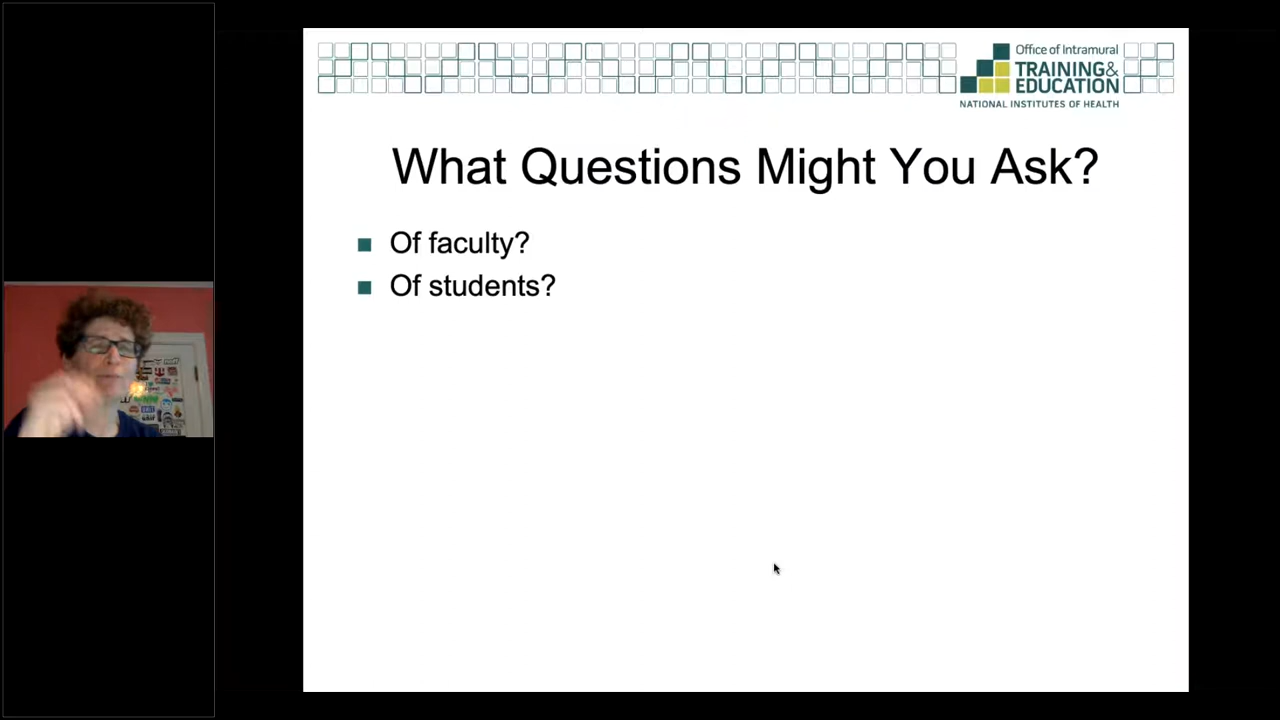 Office of Intramural
TRAINING&
EDUCATION
NATIONAL INSTITUTES OF HEALTH
What Questions Might You Ask?
Of faculty?
Of students?